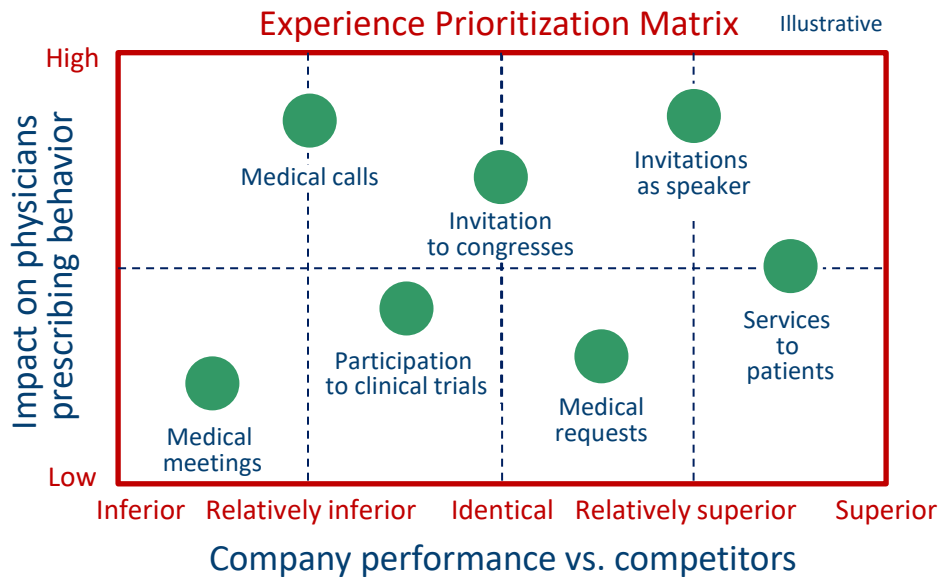 Experience Prioritization Matrix
Illustrative
High
Impact on physicians
prescribing behavior
Medical calls
Invitations
as speaker
Invitation
to congresses
Participation
to clinical trials
Services
to
patients
Medical
meetings
Medical
requests
Low
Inferior
Relatively inferior
Identical
Relatively superior
Superior
Company performance vs. competitors